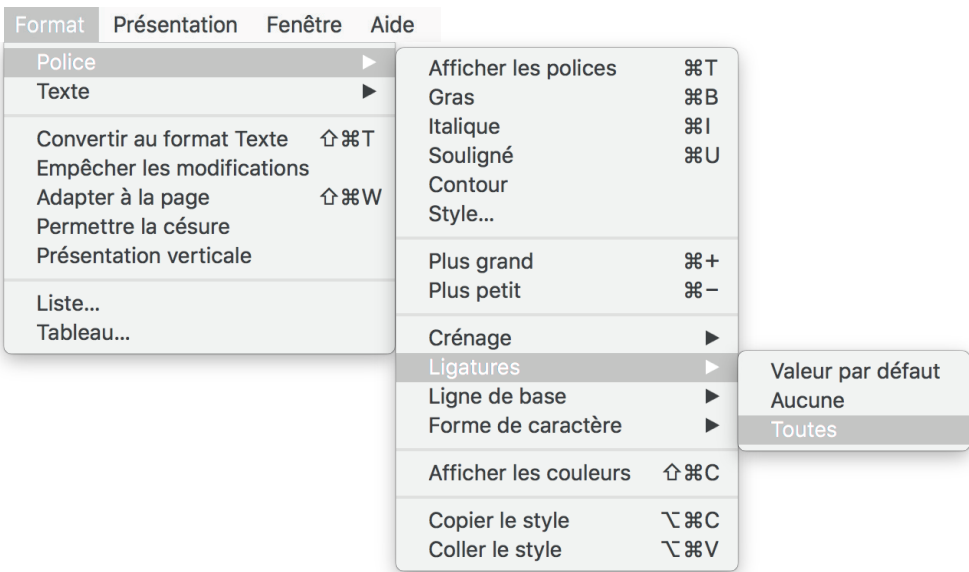 Format Présentation Fenêtre Aide
Police ▶
Texte ▶
Convertir au format Texte ⇧⌘T
Empêcher les modifications
Adapter à la page ⇧⌘W
Permettre la césure
Présentation verticale
Liste...
Tableau...
Afficher les polices ⌘T
Gras ⌘B
Italique ⌘I
Souligné ⌘U
Contour
Style...
Plus grand ⌘+
Plus petit ⌘−
Crénage ▶
Ligatures ▶
Ligne de base ▶
Forme de caractère ▶
Afficher les couleurs ⇧⌘C
Copier le style ⌥⌘C
Coller le style ⌥⌘V
Valeur par défaut
Aucune
Toutes